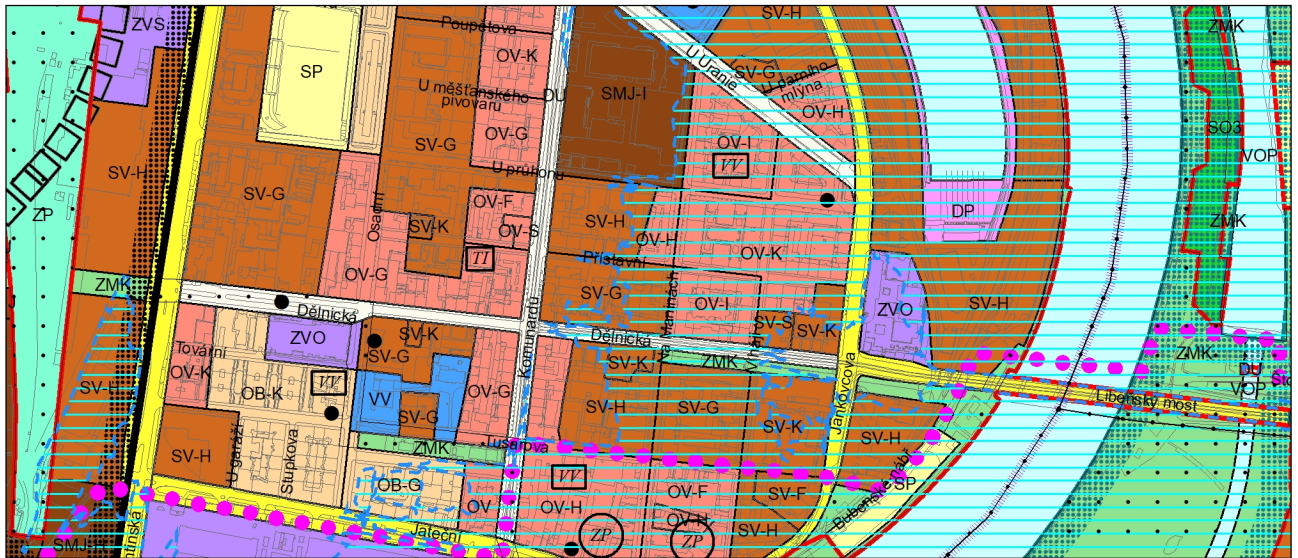 ZVS
Poupětova
SV-H
ZMK
OV-K
U Uranie
SP
SV-G
U parního
mlýna
U měšťanského
pivovaru
DU
SMJ-I
OV-H
OV-G
SV-G
OV-I
SO3
VOP
SV-H
SV-G
U průhonu
VV
ZP
Osadní
OV-F
SV-H
DP
ZMK
SV-K
OV-S
OV-H
OV-K
TI
Přístavní
OV-G
ZMK
SV-G
Na Maninách
OV-I
SV-H
Dělnická
Komunardů
ZVO
SV-S
SV-K
ZVO
SV-K
Dělnická
Tovární
SV-G
SV-K
ZMK
V háji
ZMK
OV-K
DU
SV-H
OB-K
VV
VV
OV-G
VOP
Libeňský most
SV-G
SV-H
SV-G
Jankovcova
SV-K
SV-H
SV-H
U garáží
Stupkova
ZMK
OB-G
VV
SP
OV
OV-H
OV-F
SV-F
Bubenské nábř.
OV-H
ZP
ZP
SV-H
Jateční